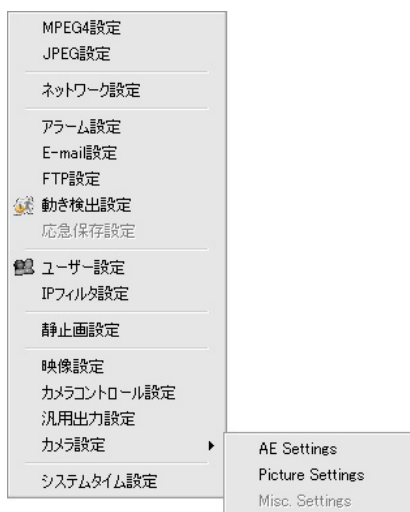 MPEG4設定
JPEG設定
ネットワーク設定
アラーム設定
E-mail設定
FTP設定
動き検出設定
応急保存設定
ユーザー設定
IPフィルタ設定
静止画設定
映像設定
カメラコントロール設定
汎用出力設定
カメラ設定
システムタイム設定
AE Settings
Picture Settings
Misc. Settings